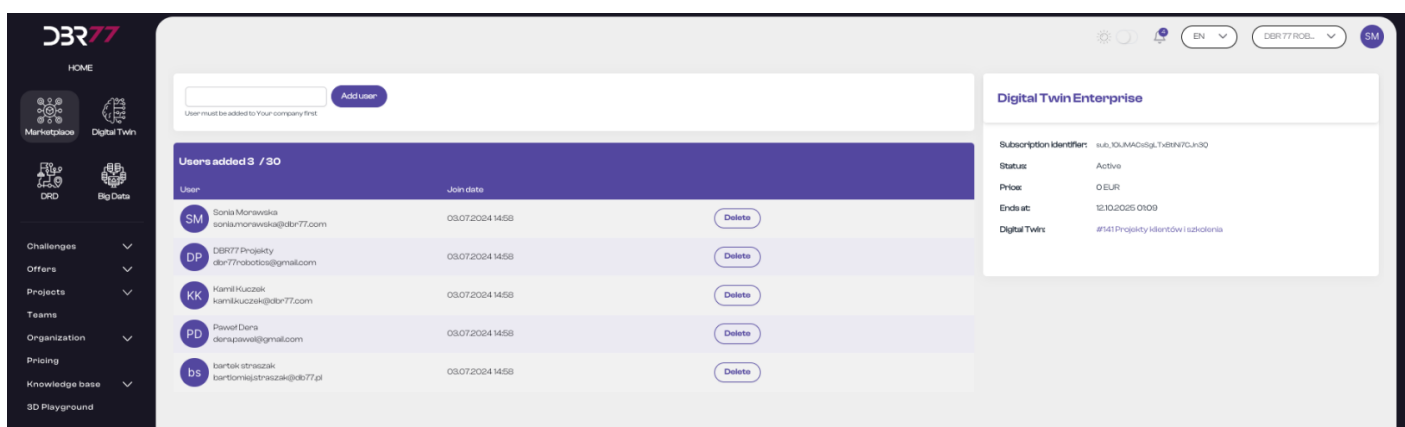 DBR77
HOME
Marketplace Digital Twin
DRD Big Data
Challenges
Offers
Projects
Teams
Organization
Pricing
Knowledge base
3D Playground
4 EN DBR77 ROB... SM
Add user
User must be added to Your company first
Users added 3 / 30
User Join date
SM Sonia Morawska 03.07.2024 14:58 Delete
sonia.morawska@dbr77.com
DP DBR77 Projekty 03.07.2024 14:58 Delete
dbr77robotics@gmail.com
KK Kamil Kuczek 03.07.2024 14:58 Delete
kamil.kuczek@dbr77.com
PD Paweł Dera 03.07.2024 14:58 Delete
dera.pawel@gmail.com
bs bartek straszak 03.07.2024 14:58 Delete
bartlomiej.straszak@db77.pl
Digital Twin Enterprise
Subscription identifier:
Status: Active
Price: 0 EUR
Ends at: 12.10.2025 01:09
Digital Twin: #141 Projekty klientów i szkolenia